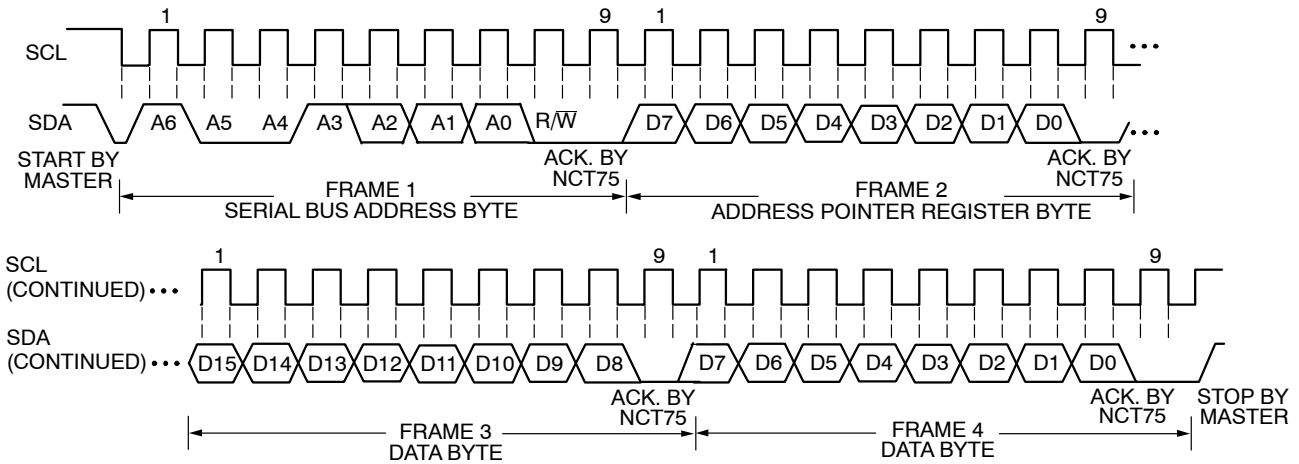 1 9 1 9
SCL •••
SDA A6 A5 A4 A3 A2 A1 A0 R/W̅ D7 D6 D5 D4 D3 D2 D1 D0 •••
START BY MASTER
ACK. BY NCT75
ACK. BY NCT75
FRAME 1
SERIAL BUS ADDRESS BYTE
FRAME 2
ADDRESS POINTER REGISTER BYTE
1 9 1 9
SCL
(CONTINUED) •••
SDA
(CONTINUED) ••• D15 D14 D13 D12 D11 D10 D9 D8 D7 D6 D5 D4 D3 D2 D1 D0
ACK. BY
NCT75
ACK. BY
NCT75
STOP BY
MASTER
FRAME 3
DATA BYTE
FRAME 4
DATA BYTE